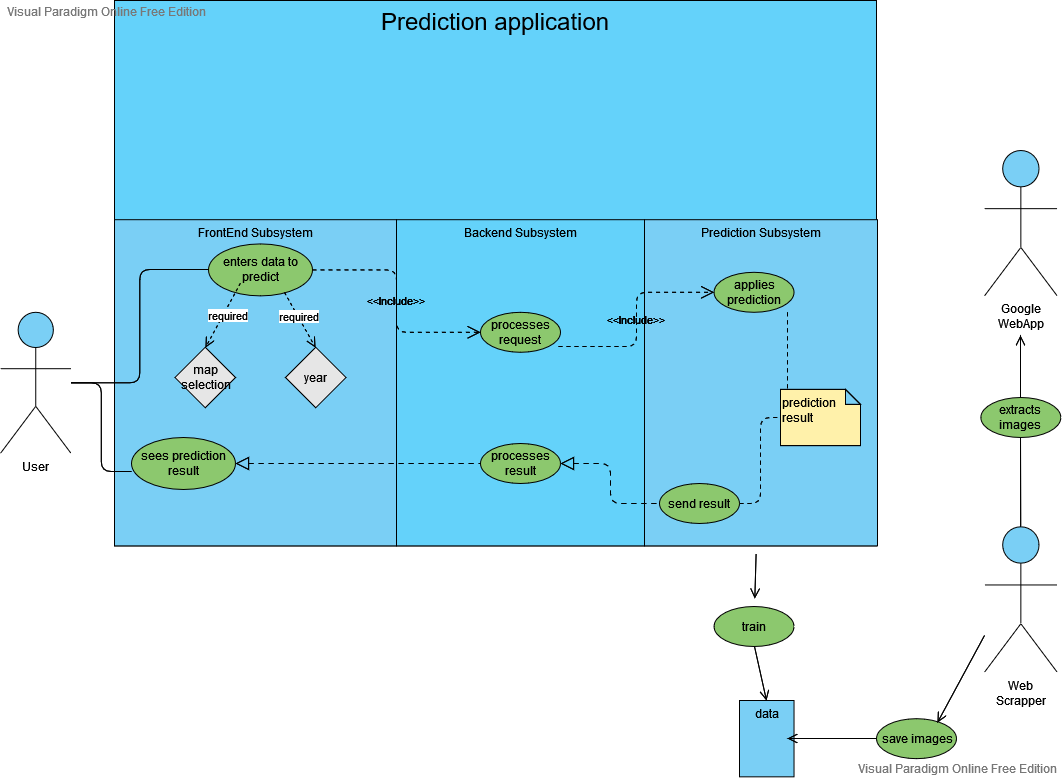 Visual Paradigm Online Free Edition
Prediction application
FrontEnd Subsystem
Backend Subsystem
Prediction Subsystem
enters data to
predict
<<Include>>
required
required
map
selection
year
processes
request
<<Include>>
applies
prediction
prediction
result
User
sees prediction
result
processes
result
send result
Google
WebApp
extracts
images
train
data
save images
Web
Scrapper
Visual Paradigm Online Free Edition